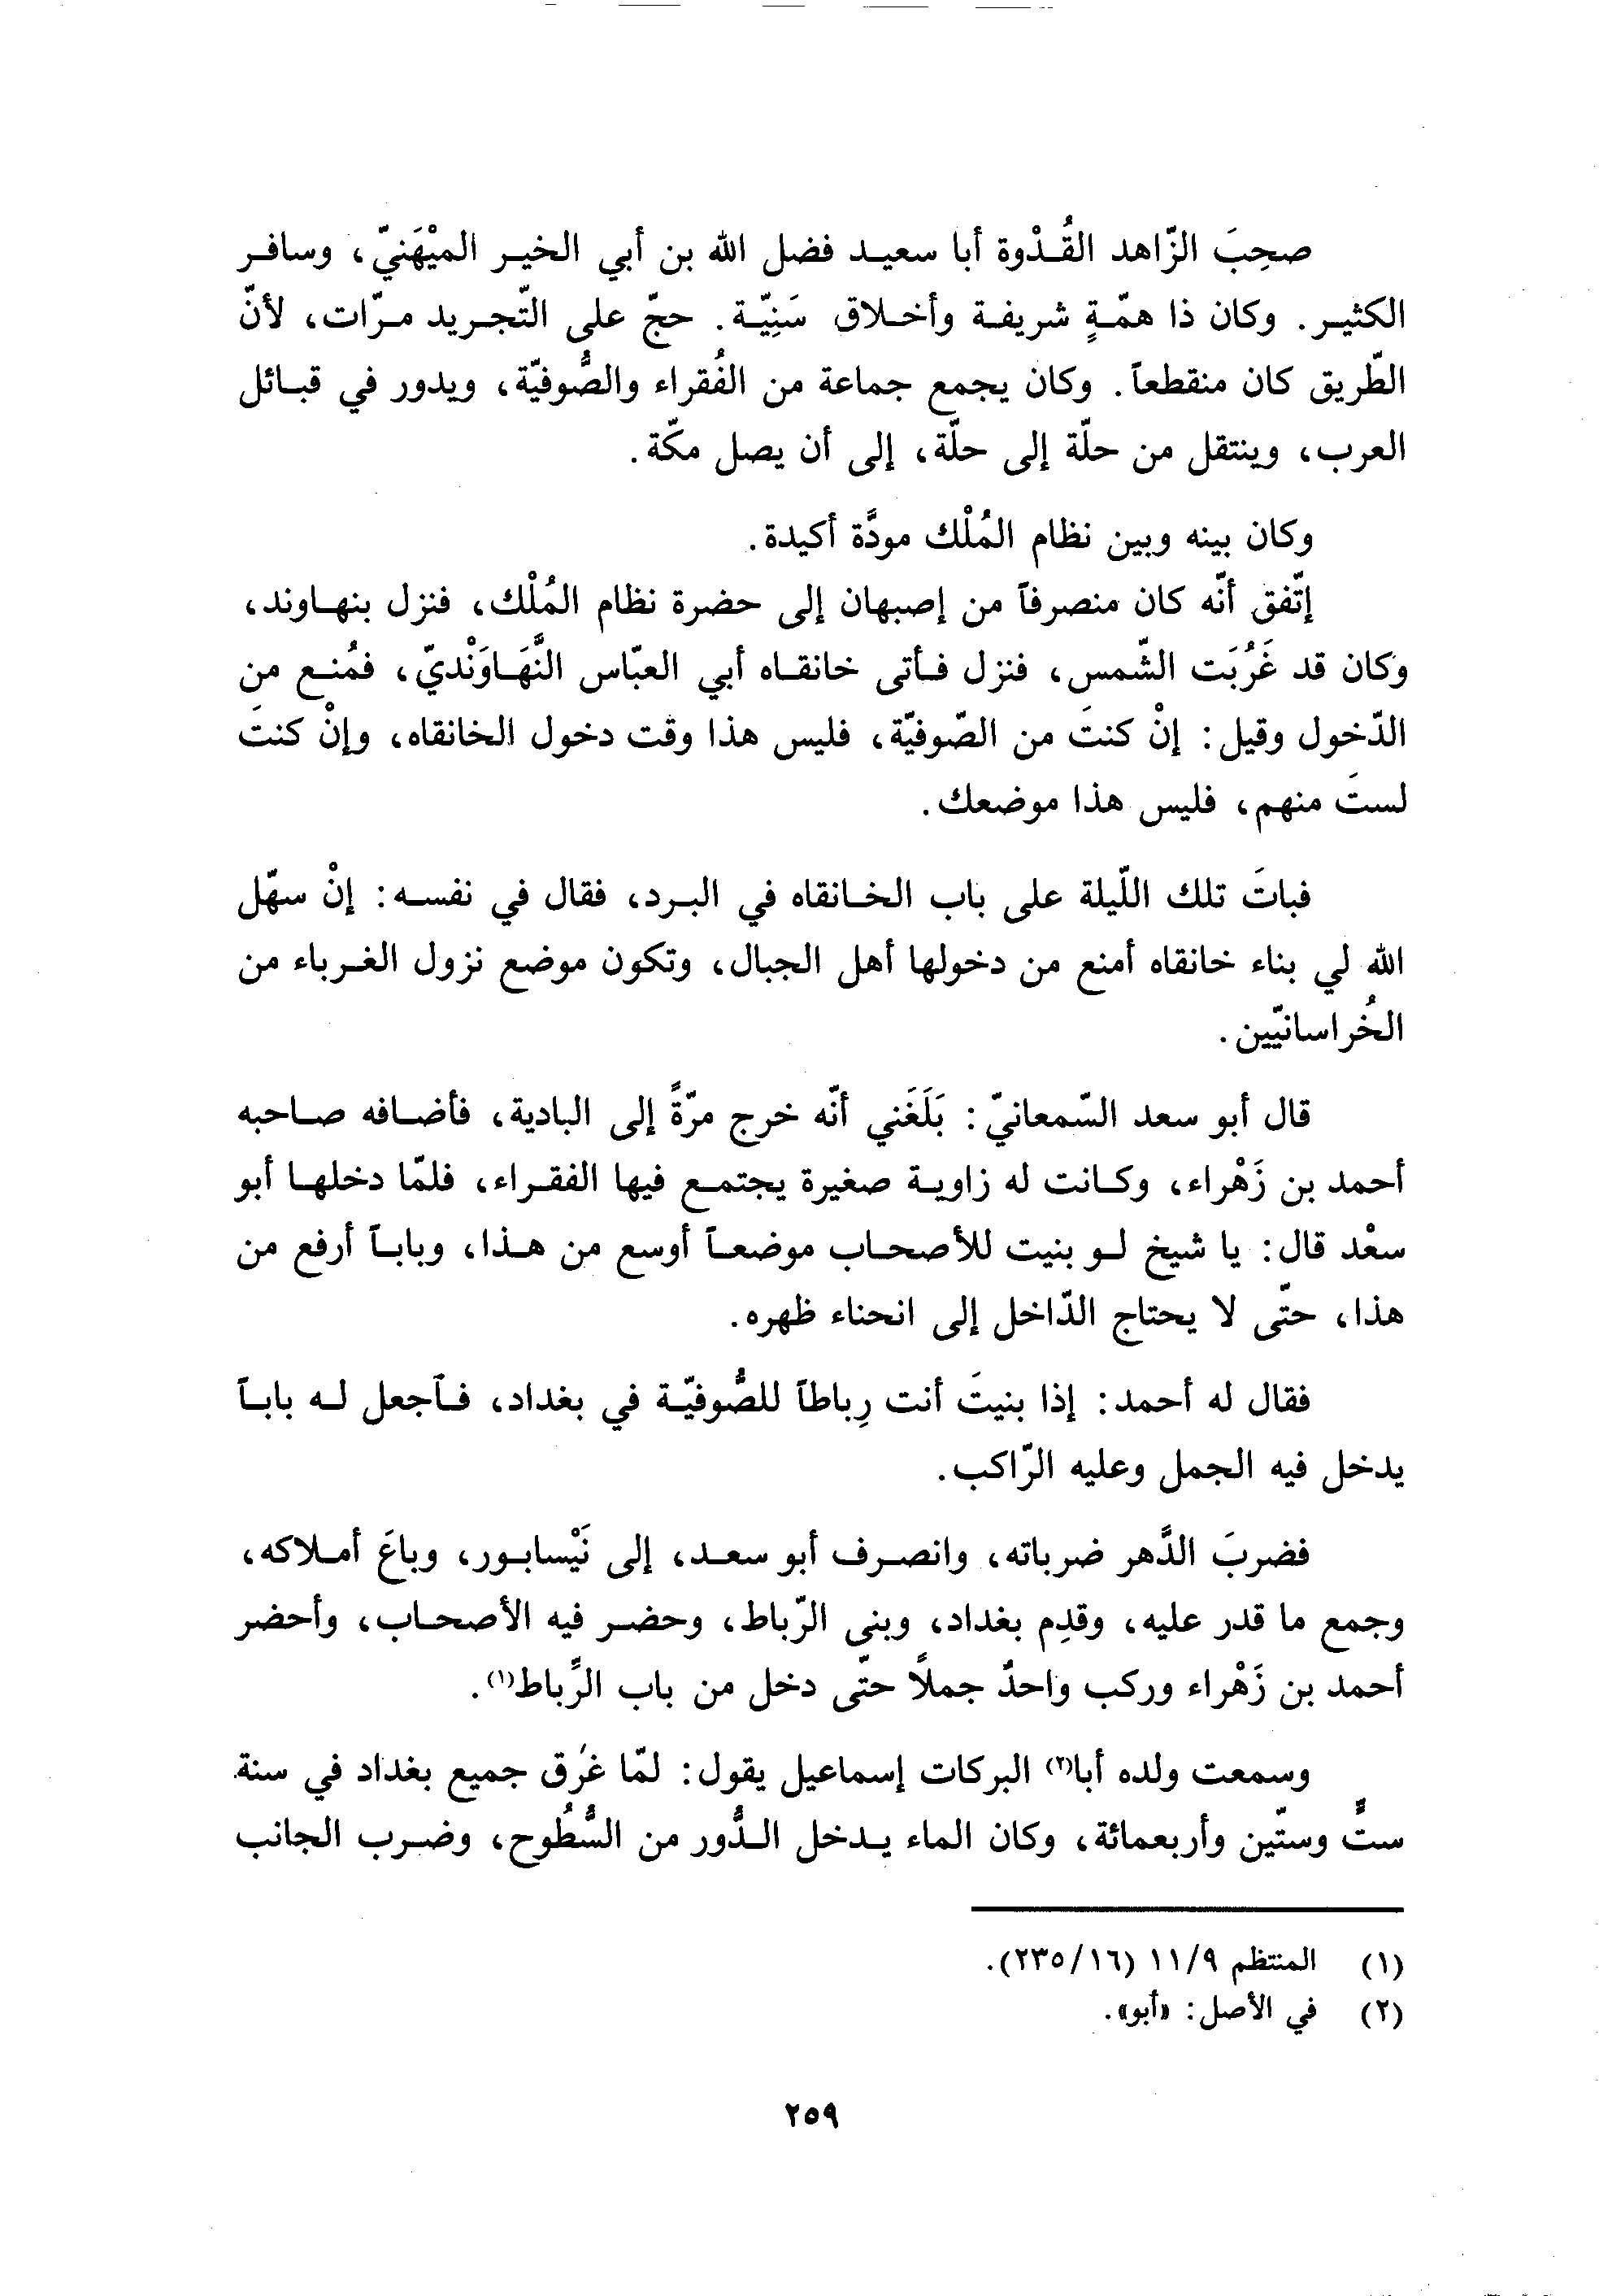 صحِبَ الزّاهد القُدْوة أبا سعيد فضل الله بن أبي الخير الميْهَنيّ، وسافر
الكثير. وكان ذا همّةٍ شريفة وأخلاق سَنِيّة. حجّ على التّجريد مرّات، لأنّ
الطّريق كان منقطعاً. وكان يجمع جماعة من الفُقراء والصُّوفيّة، ويدور في قبائل
العرب، وينتقل من حلّة إلى حلّة، إلى أن يصل مكّة.
وكان بينه وبين نظام المُلْك مودَّة أكيدة.
إتّفق أنّه كان منصرفاً من إصبهان إلى حضرة نظام المُلْك، فنزل بنهاوند،
وكان قد غَرُبَت الشّمس، فنزل فأتى خانقاه أبي العبّاس النَّهَاوَنْديّ، فمُنع من
الدّخول وقيل: إنْ كنتَ من الصّوفيّة، فليس هذا وقت دخول الخانقاه، وإنْ كنتَ
لستَ منهم، فليس هذا موضعك.
فباتَ تلك اللّيلة على باب الخانقاه في البرد، فقال في نفسه: إنْ سهّل
الله لي بناء خانقاه أمنع من دخولها أهل الجبال، وتكون موضع نزول الغرباء من
الخُراسانيّين.
قال أبو سعد السّمعانيّ: بَلَغَني أنّه خرج مرّةً إلى البادية، فأضافه صاحبه
أحمد بن زَهْراء، وكانت له زاوية صغيرة يجتمع فيها الفقراء، فلمّا دخلها أبو
سعْد قال: يا شيخ لو بنيت للأصحاب موضعاً أوسع من هذا، وباباً أرفع من
هذا، حتّى لا يحتاج الدّاخل إلى انحناء ظهره.
فقال له أحمد: إذا بنيتَ أنت رِباطاً للصُّوفيّة في بغداد، فٱجعل له باباً
يدخل فيه الجمل وعليه الرّاكب.
فضربَ الدَّهر ضرباته، وانصرف أبو سعد، إلى نَيْسابور، وباعَ أملاكه،
وجمع ما قدر عليه، وقدِم بغداد، وبنى الرّباط، وحضر فيه الأصحاب، وأحضر
أحمد بن زَهْراء وركب واحدٌ جملاً حتّى دخل من باب الرِّباط(١).
وسمعت ولده أبا(٢) البركات إسماعيل يقول: لمّا غرَق جميع بغداد في سنة
ستٍّ وستّين وأربعمائة، وكان الماء يدخل الدُّور من السُّطُوح، وضرب الجانب
(١) المنتظم ١١/٩ (٢٣٥/١٦).
(٢) في الأصل: «أبو».
٢٥٩